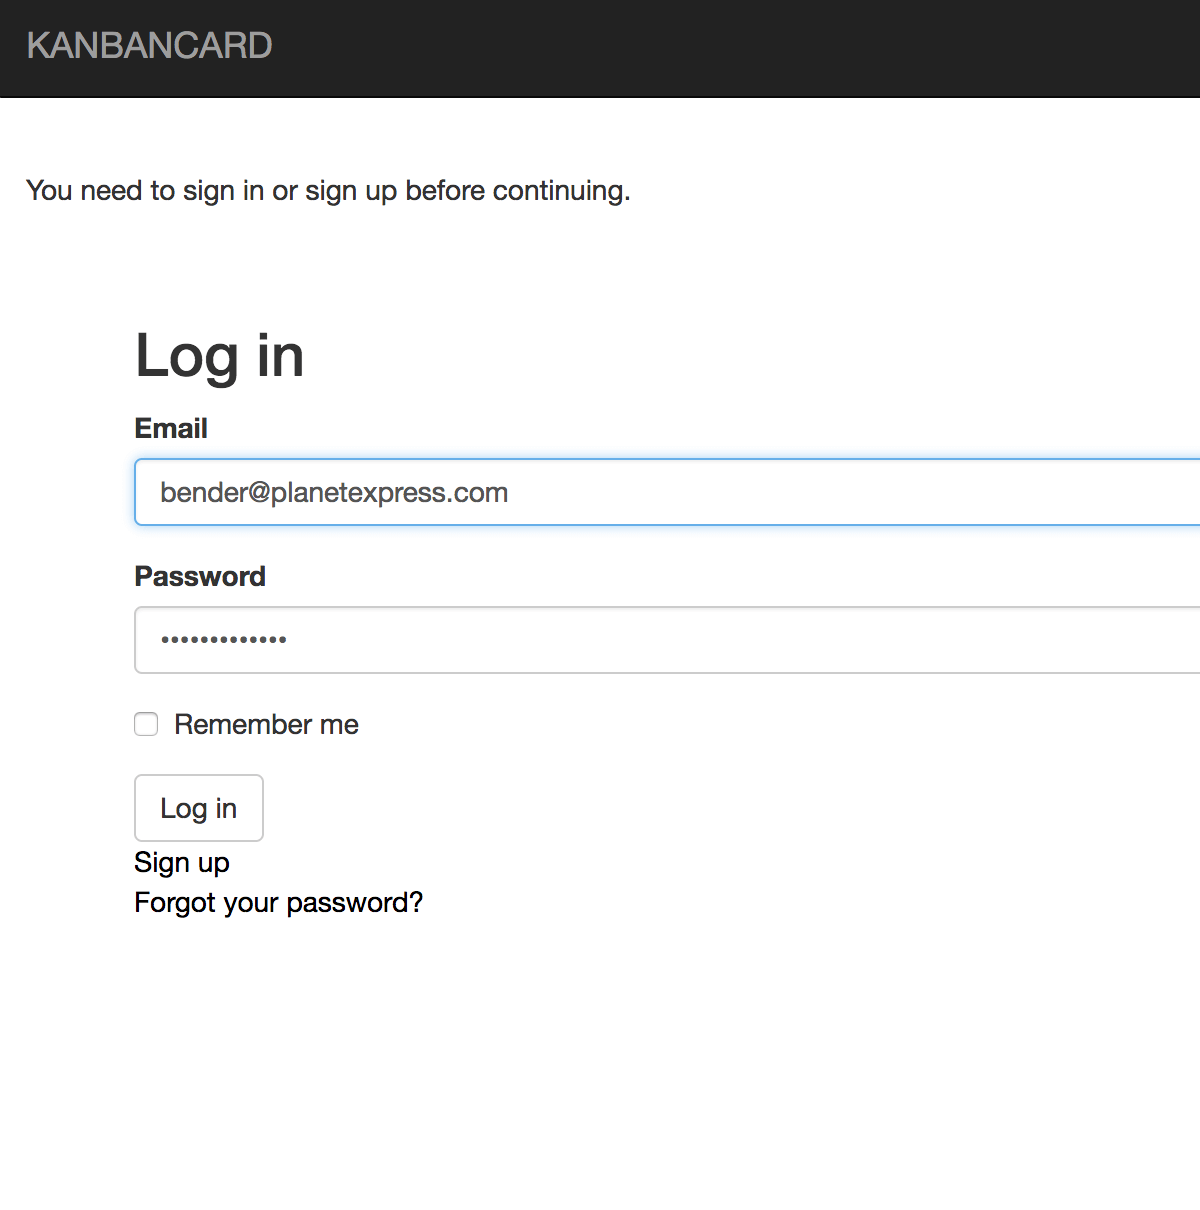 KANBANCARD
You need to sign in or sign up before continuing.
Log in
Email
bender@planetexpress.com
Password
•••••••••••••
Remember me
Log in
Sign up
Forgot your password?